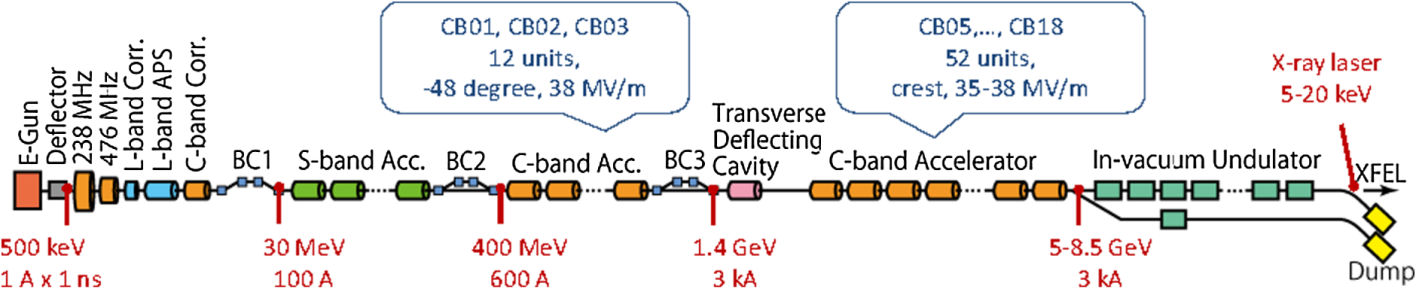 CB01, CB02, CB03
12 units,
-48 degree, 38 MV/m
CB05,..., CB18
52 units,
crest, 35-38 MV/m
X-ray laser
5-20 keV
E-Gun
Deflector
238 MHz
476 MHz
L-band Corr.
L-band APS
C-band Corr.
BC1
S-band Acc.
BC2
C-band Acc.
BC3
Transverse
Deflecting
Cavity
C-band Accelerator
In-vacuum Undulator
XFEL
500 keV
1 A x 1 ns
30 MeV
100 A
400 MeV
600 A
1.4 GeV
3 kA
5-8.5 GeV
3 kA
Dump